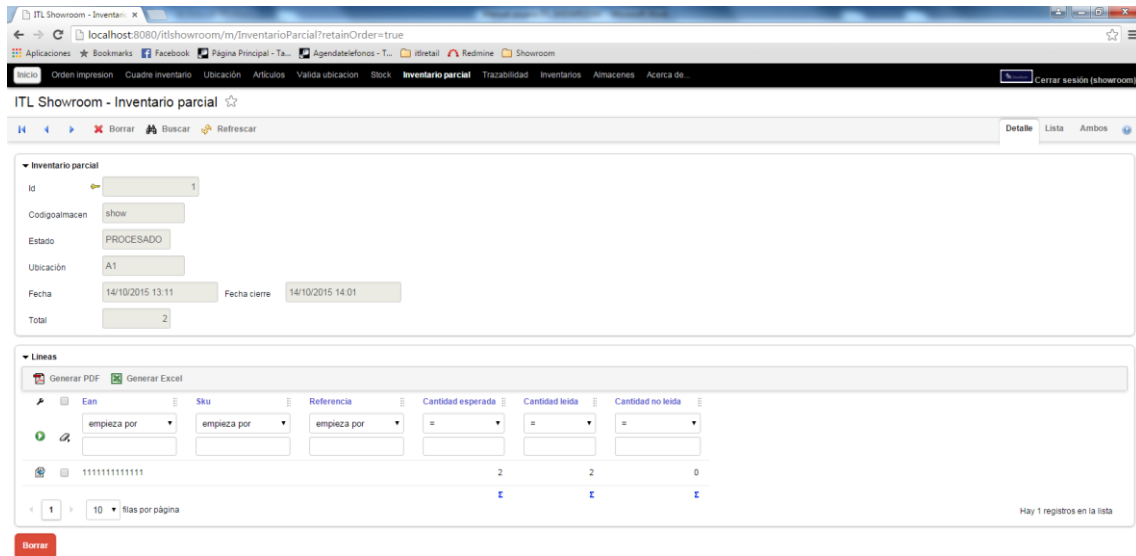 ITL Showroom - Inventari
localhost:8080/itlshowroom/m/InventarioParcial?retainOrder=true
Aplicaciones Bookmarks Facebook Página Principal - Ta... Agendatelefonos - T... itlretail Redmine Showroom
Inicio Orden impresion Cuadre inventario Ubicación Artículos Valida ubicacion Stock Inventario parcial Trazabilidad Inventarios Almacenes Acerca de... Cerrar sesión (showroom)
ITL Showroom - Inventario parcial
Borrar Buscar Refrescar Detalle Lista Ambos
Inventario parcial
Id 1
Codigoalmacen show
Estado PROCESADO
Ubicación A1
Fecha 14/10/2015 13:11 Fecha cierre 14/10/2015 14:01
Total 2
Lineas
Generar PDF Generar Excel
Ean Sku Referencia Cantidad esperada Cantidad leida Cantidad no leida
empieza por empieza por empieza por = = =
1111111111111 2 2 0
Σ Σ Σ
1 10 filas por página Hay 1 registros en la lista
Borrar